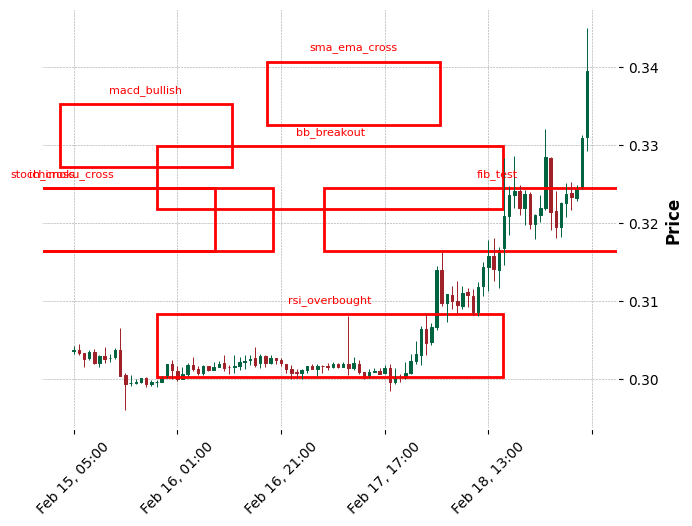 sma_ema_cross
0.34
macd_bullish
bb_breakout
0.33
fib_test
0.32
Price
0.31
rsi_overbought
0.30
Feb 15, 05:00
Feb 16, 01:00
Feb 16, 21:00
Feb 17, 17:00
Feb 18, 13:00